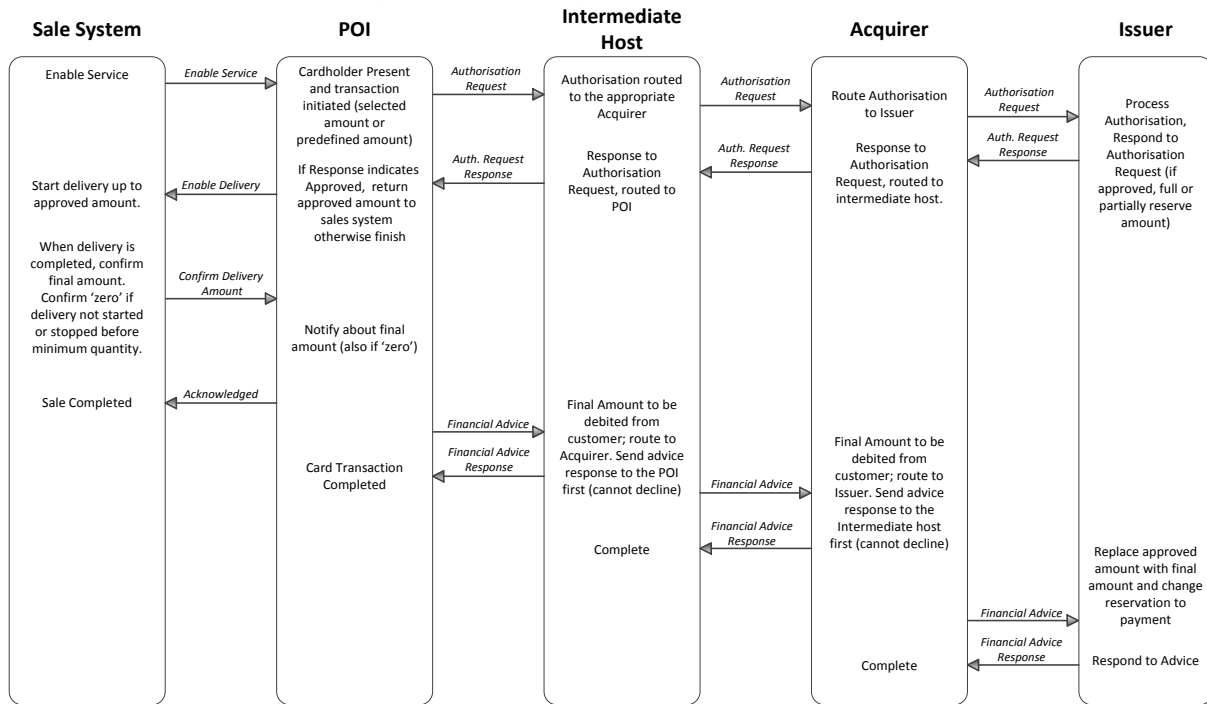 Sale System
POI
Intermediate
Host
Acquirer
Issuer
Enable Service
Start delivery up to
approved amount.
When delivery is
completed, confirm
final amount.
Confirm ‘zero’ if
delivery not started
or stopped before
minimum quantity.
Sale Completed
Enable Service
Enable Delivery
Confirm Delivery
Amount
Acknowledged
Cardholder Present
and transaction
initiated (selected
amount or
predefined amount)
If Response indicates
Approved, return
approved amount to
sales system
otherwise finish
Notify about final
amount (also if ‘zero’)
Card Transaction
Completed
Authorisation
Request
Auth. Request
Response
Financial Advice
Financial Advice
Response
Authorisation routed
to the appropriate
Acquirer
Response to
Authorisation
Request, routed to
POI
Final Amount to be
debited from
customer; route to
Acquirer. Send advice
response to the POI
first (cannot decline)
Complete
Authorisation
Request
Auth. Request
Response
Financial Advice
Financial Advice
Response
Route Authorisation
to Issuer
Response to
Authorisation
Request, routed to
intermediate host.
Final Amount to be
debited from
customer; route to
Issuer. Send advice
response to the
Intermediate host
first (cannot decline)
Complete
Authorisation
Request
Auth. Request
Response
Financial Advice
Financial Advice
Response
Process
Authorisation,
Respond to
Authorisation
Request (if
approved, full or
partially reserve
amount)
Replace approved
amount with final
amount and change
reservation to
payment
Respond to Advice